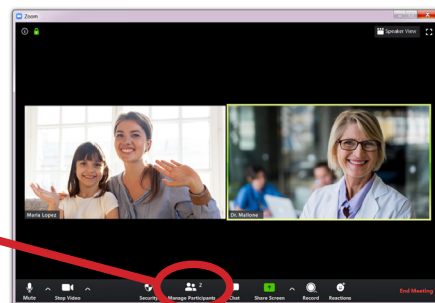 Zoom
Speaker View
Maria Lopez
Dr. Mallone
2
Mute
Stop Video
Security
Manage Participants
Chat
Share Screen
Record
Reactions
End Meeting